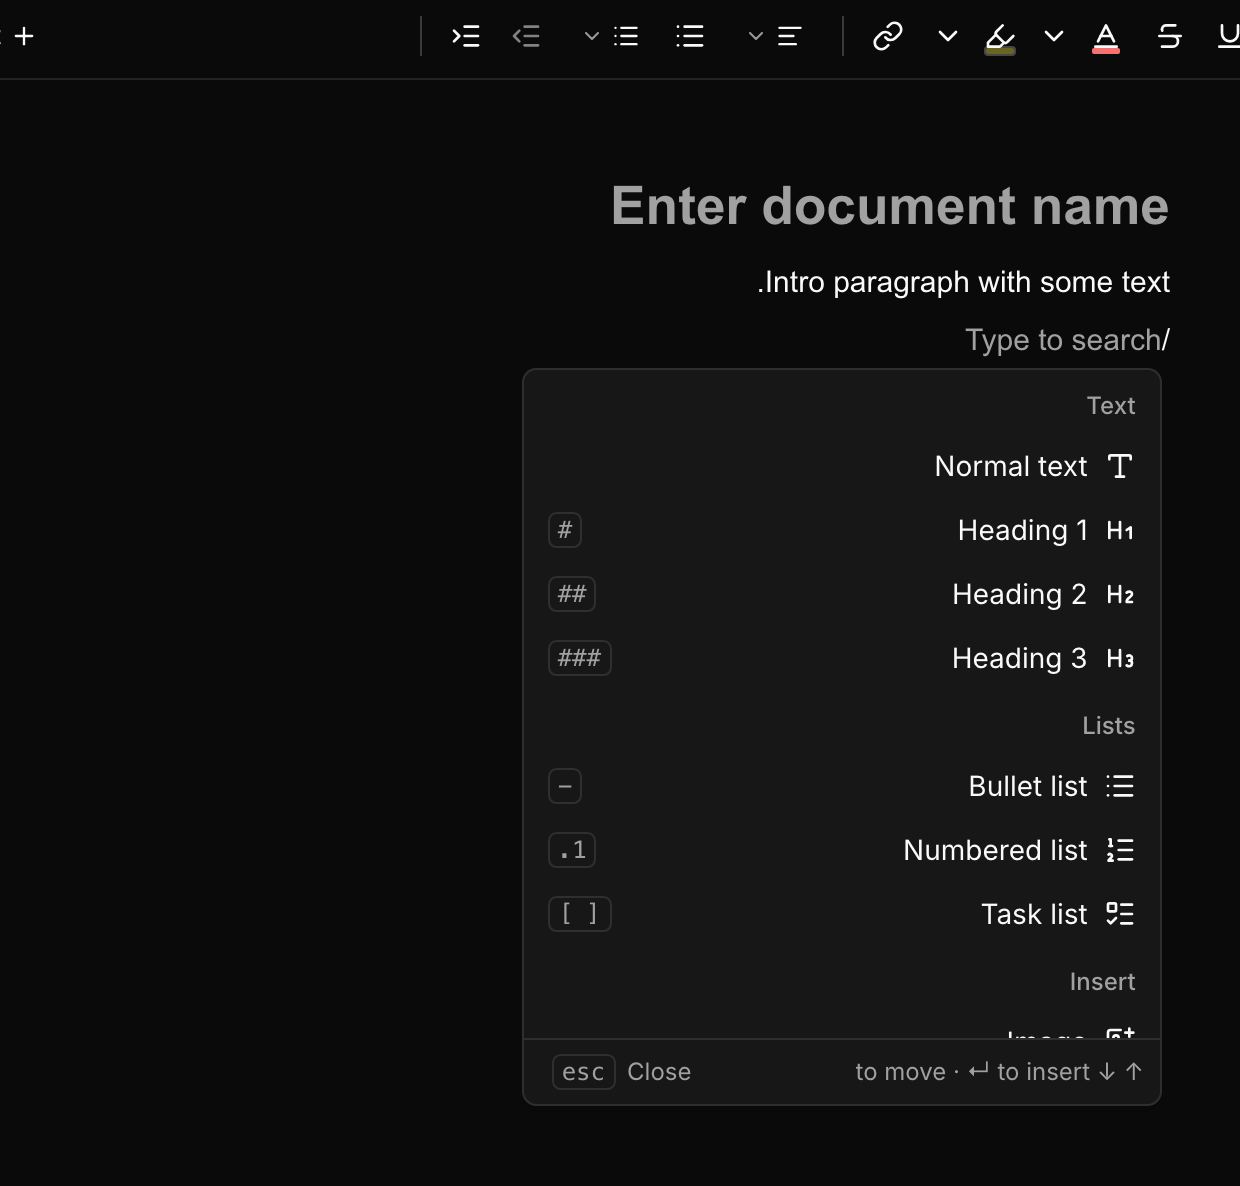 Enter document name
.Intro paragraph with some text
Type to search/
Text
Normal text
# Heading 1
## Heading 2
### Heading 3
Lists
- Bullet list
.1 Numbered list
[ ] Task list
Insert
Image
esc Close to move · ↵ to insert ↓ ↑